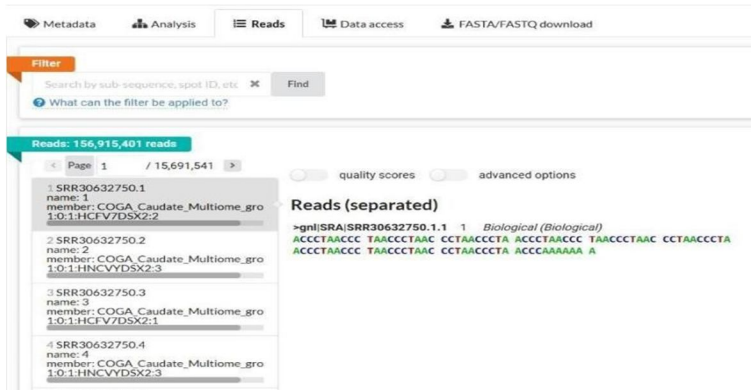 Metadata
Analysis
Reads
Data access
FASTA/FASTQ download
Filter
Search by sub-sequence, spot ID, etc
Find
What can the filter be applied to?
Reads: 156,915,401 reads
< Page 1 / 15,691,541 >
quality scores
advanced options
1 SRR30632750.1
name: 1
member: COGA_Caudate_Multiome_gro
1:0:1:HCFV7DSX2:2
2 SRR30632750.2
name: 2
member: COGA_Caudate_Multiome_gro
1:0:1:HNCVYDSX2:3
3 SRR30632750.3
name: 3
member: COGA_Caudate_Multiome_gro
1:0:1:HCFV7DSX2:1
4 SRR30632750.4
name: 4
member: COGA_Caudate_Multiome_gro
1:0:1:HNCVYDSX2:3
Reads (separated)
>gnl|SRA|SRR30632750.1.1 1 Biological (Biological)
ACCCTAACCC TAACCCTAAC CCTAACCCTA ACCCTAACCC TAACCCTAAC CCTAACCCTA
ACCCTAACCC TAACCCTAAC CCTAACCCTA ACCCAAAAAA A